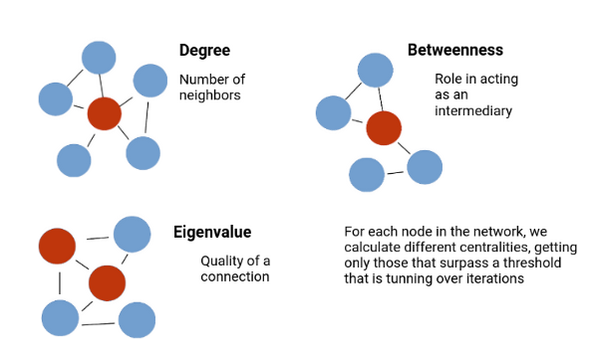 Degree
Number of
neighbors
Betweenness
Role in acting
as an
intermediary
Eigenvalue
Quality of a
connection
For each node in the network, we
calculate different centralities, getting
only those that surpass a threshold
that is tunning over iterations